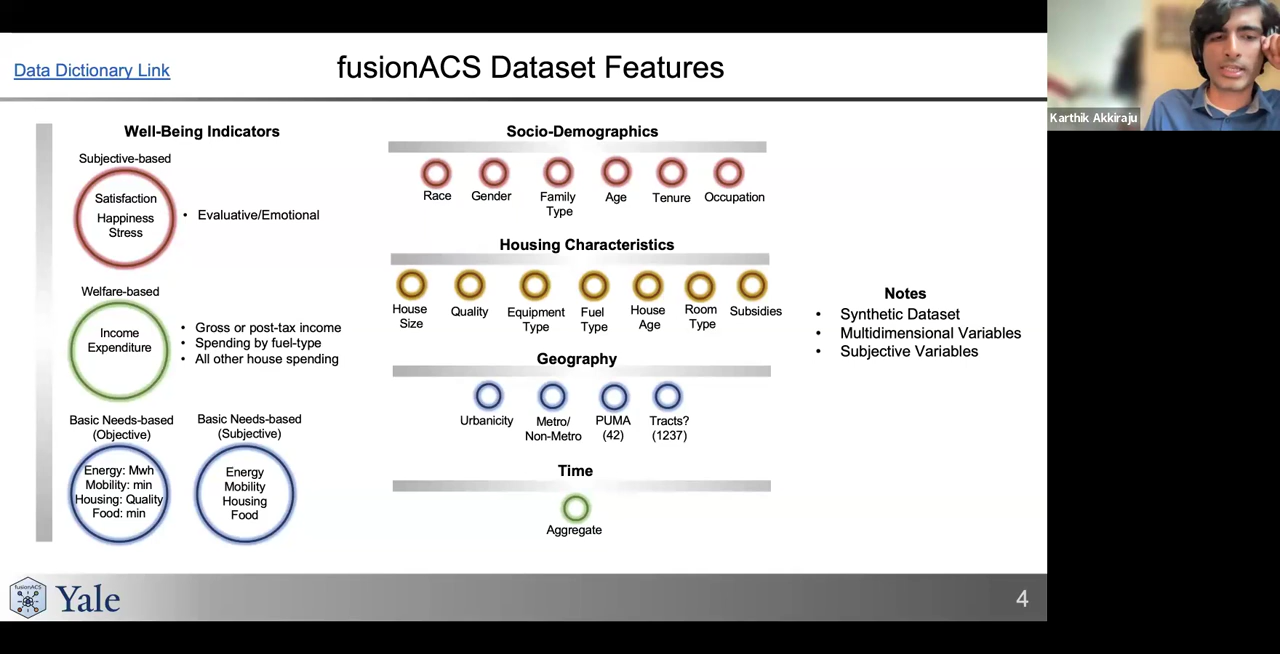 Data Dictionary Link
fusionACS Dataset Features
Karthik Akkiraju
Well-Being Indicators
Subjective-based
Satisfaction
Happiness
Stress
• Evaluative/Emotional
Welfare-based
Income
Expenditure
• Gross or post-tax income
• Spending by fuel-type
• All other house spending
Basic Needs-based
(Objective)
Energy: Mwh
Mobility: min
Housing: Quality
Food: min
Basic Needs-based
(Subjective)
Energy
Mobility
Housing
Food
Socio-Demographics
Race
Gender
Family
Type
Age
Tenure
Occupation
Housing Characteristics
House
Size
Quality
Equipment
Type
Fuel
Type
House
Age
Room
Type
Subsidies
Geography
Urbanicity
Metro/
Non-Metro
PUMA
(42)
Tracts?
(1237)
Time
Aggregate
Notes
• Synthetic Dataset
• Multidimensional Variables
• Subjective Variables
fusionACS
Yale
4